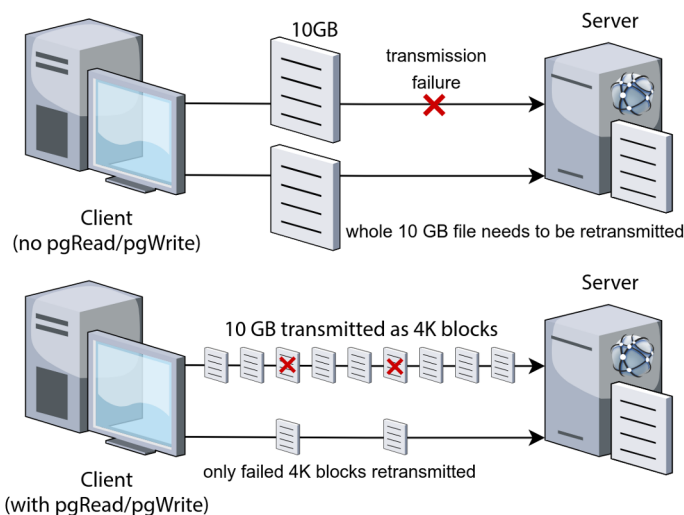 10GB
Server
transmission
failure
Client
(no pgRead/pgWrite)
whole 10 GB file needs to be retransmitted
Server
10 GB transmitted as 4K blocks
only failed 4K blocks retransmitted
Client
(with pgRead/pgWrite)